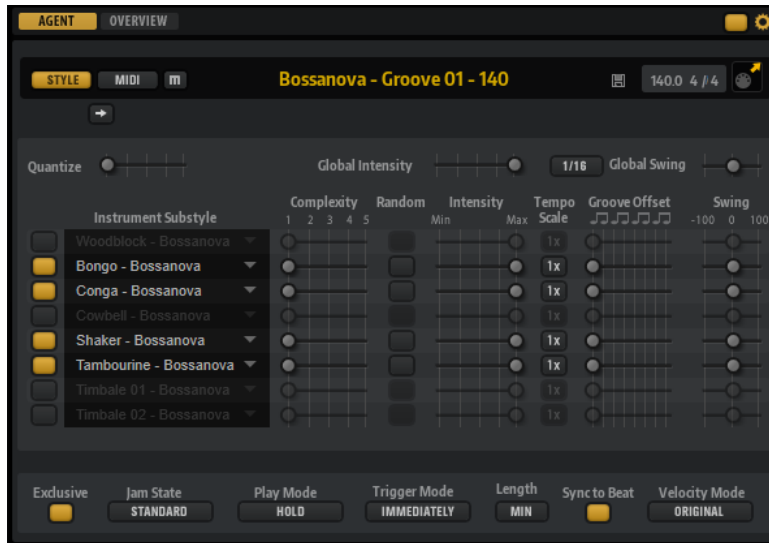 AGENT OVERVIEW
STYLE MIDI m Bossanova - Groove 01 - 140 140.0 4 / 4
Quantize Global Intensity 1/16 Global Swing
Instrument Substyle Complexity Random Intensity Tempo Scale Groove Offset Swing
1 2 3 4 5 Min Max -100 0 100
Woodblock - Bossanova 1x
Bongo - Bossanova 1x
Conga - Bossanova 1x
Cowbell - Bossanova 1x
Shaker - Bossanova 1x
Tambourine - Bossanova 1x
Timbale 01 - Bossanova 1x
Timbale 02 - Bossanova 1x
Exclusive Jam State Play Mode Trigger Mode Length Sync to Beat Velocity Mode
STANDARD HOLD IMMEDIATELY MIN ORIGINAL